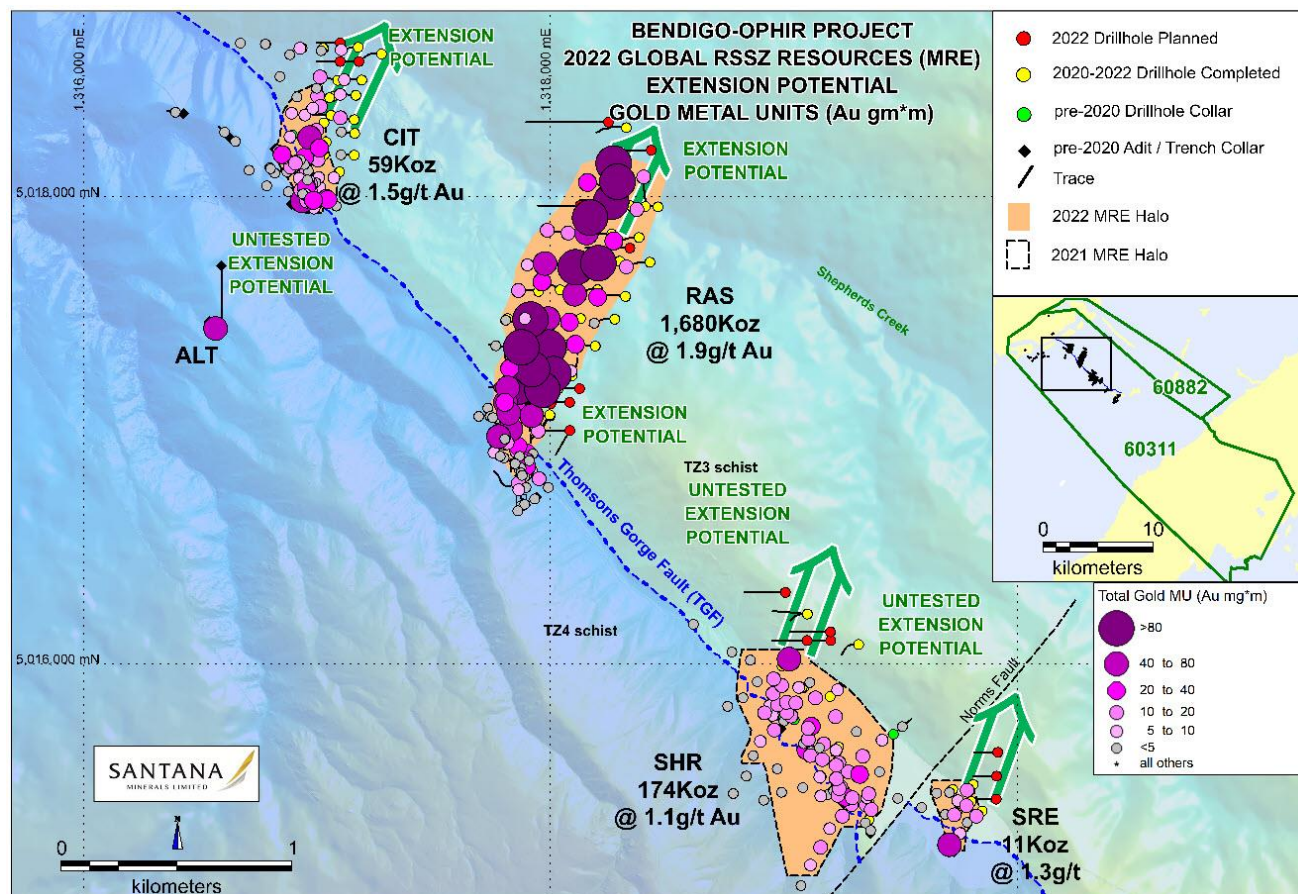 BENDIGO-OPHIR PROJECT
2022 GLOBAL RSSZ RESOURCES (MRE)
EXTENSION POTENTIAL
GOLD METAL UNITS (Au gm*m)
1,316,000 mE
1,318,000 mE
5,018,000 mN
5,016,000 mN
EXTENSION
POTENTIAL
CIT
59Koz
@ 1.5g/t Au
UNTESTED
EXTENSION
POTENTIAL
ALT
EXTENSION
POTENTIAL
RAS
1,680Koz
@ 1.9g/t Au
Shepherds Creek
EXTENSION
POTENTIAL
TZ3 schist
UNTESTED
EXTENSION
POTENTIAL
Thomsons Gorge Fault (TGF)
TZ4 schist
UNTESTED
EXTENSION
POTENTIAL
Norms Fault
SHR
174Koz
@ 1.1g/t Au
SRE
11Koz
@ 1.3g/t
SANTANA
MINERALS LIMITED
N
0 1
kilometers
2022 Drillhole Planned
2020-2022 Drillhole Completed
pre-2020 Drillhole Collar
pre-2020 Adit / Trench Collar
Trace
2022 MRE Halo
2021 MRE Halo
60882
60311
0 10
kilometers
Total Gold MU (Au mg*m)
>80
40 to 80
20 to 40
10 to 20
5 to 10
<5
all others